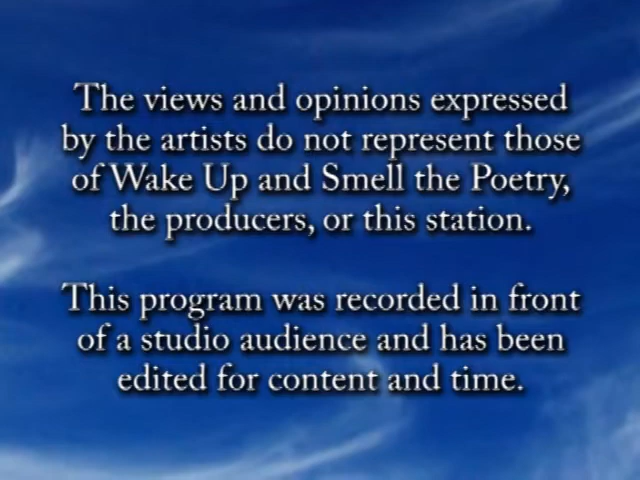 The views and opinions expressed
by the artists do not represent those
of Wake Up and Smell the Poetry,
the producers, or this station.
This program was recorded in front
of a studio audience and has been
edited for content and time.